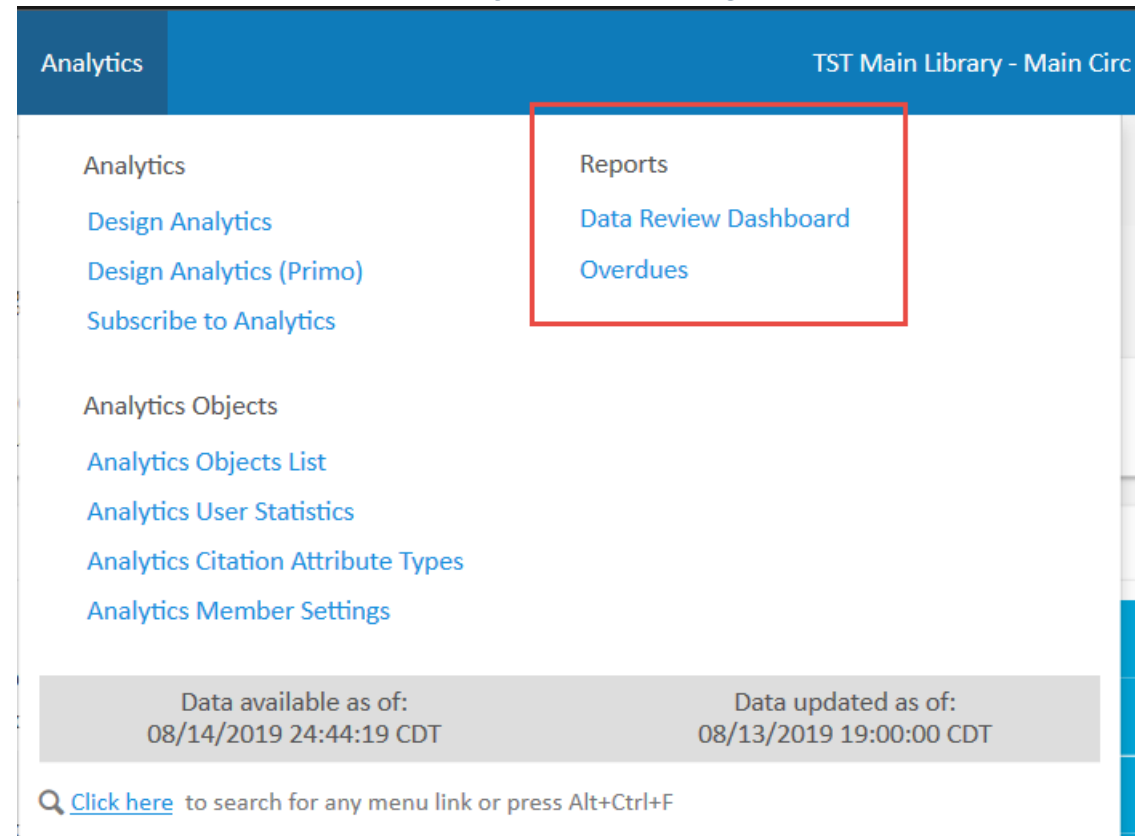 Analytics
TST Main Library - Main Circ
Analytics
Design Analytics
Design Analytics (Primo)
Subscribe to Analytics
Reports
Data Review Dashboard
Overdues
Analytics Objects
Analytics Objects List
Analytics User Statistics
Analytics Citation Attribute Types
Analytics Member Settings
Data available as of:
08/14/2019 24:44:19 CDT
Data updated as of:
08/13/2019 19:00:00 CDT
Click here to search for any menu link or press Alt+Ctrl+F